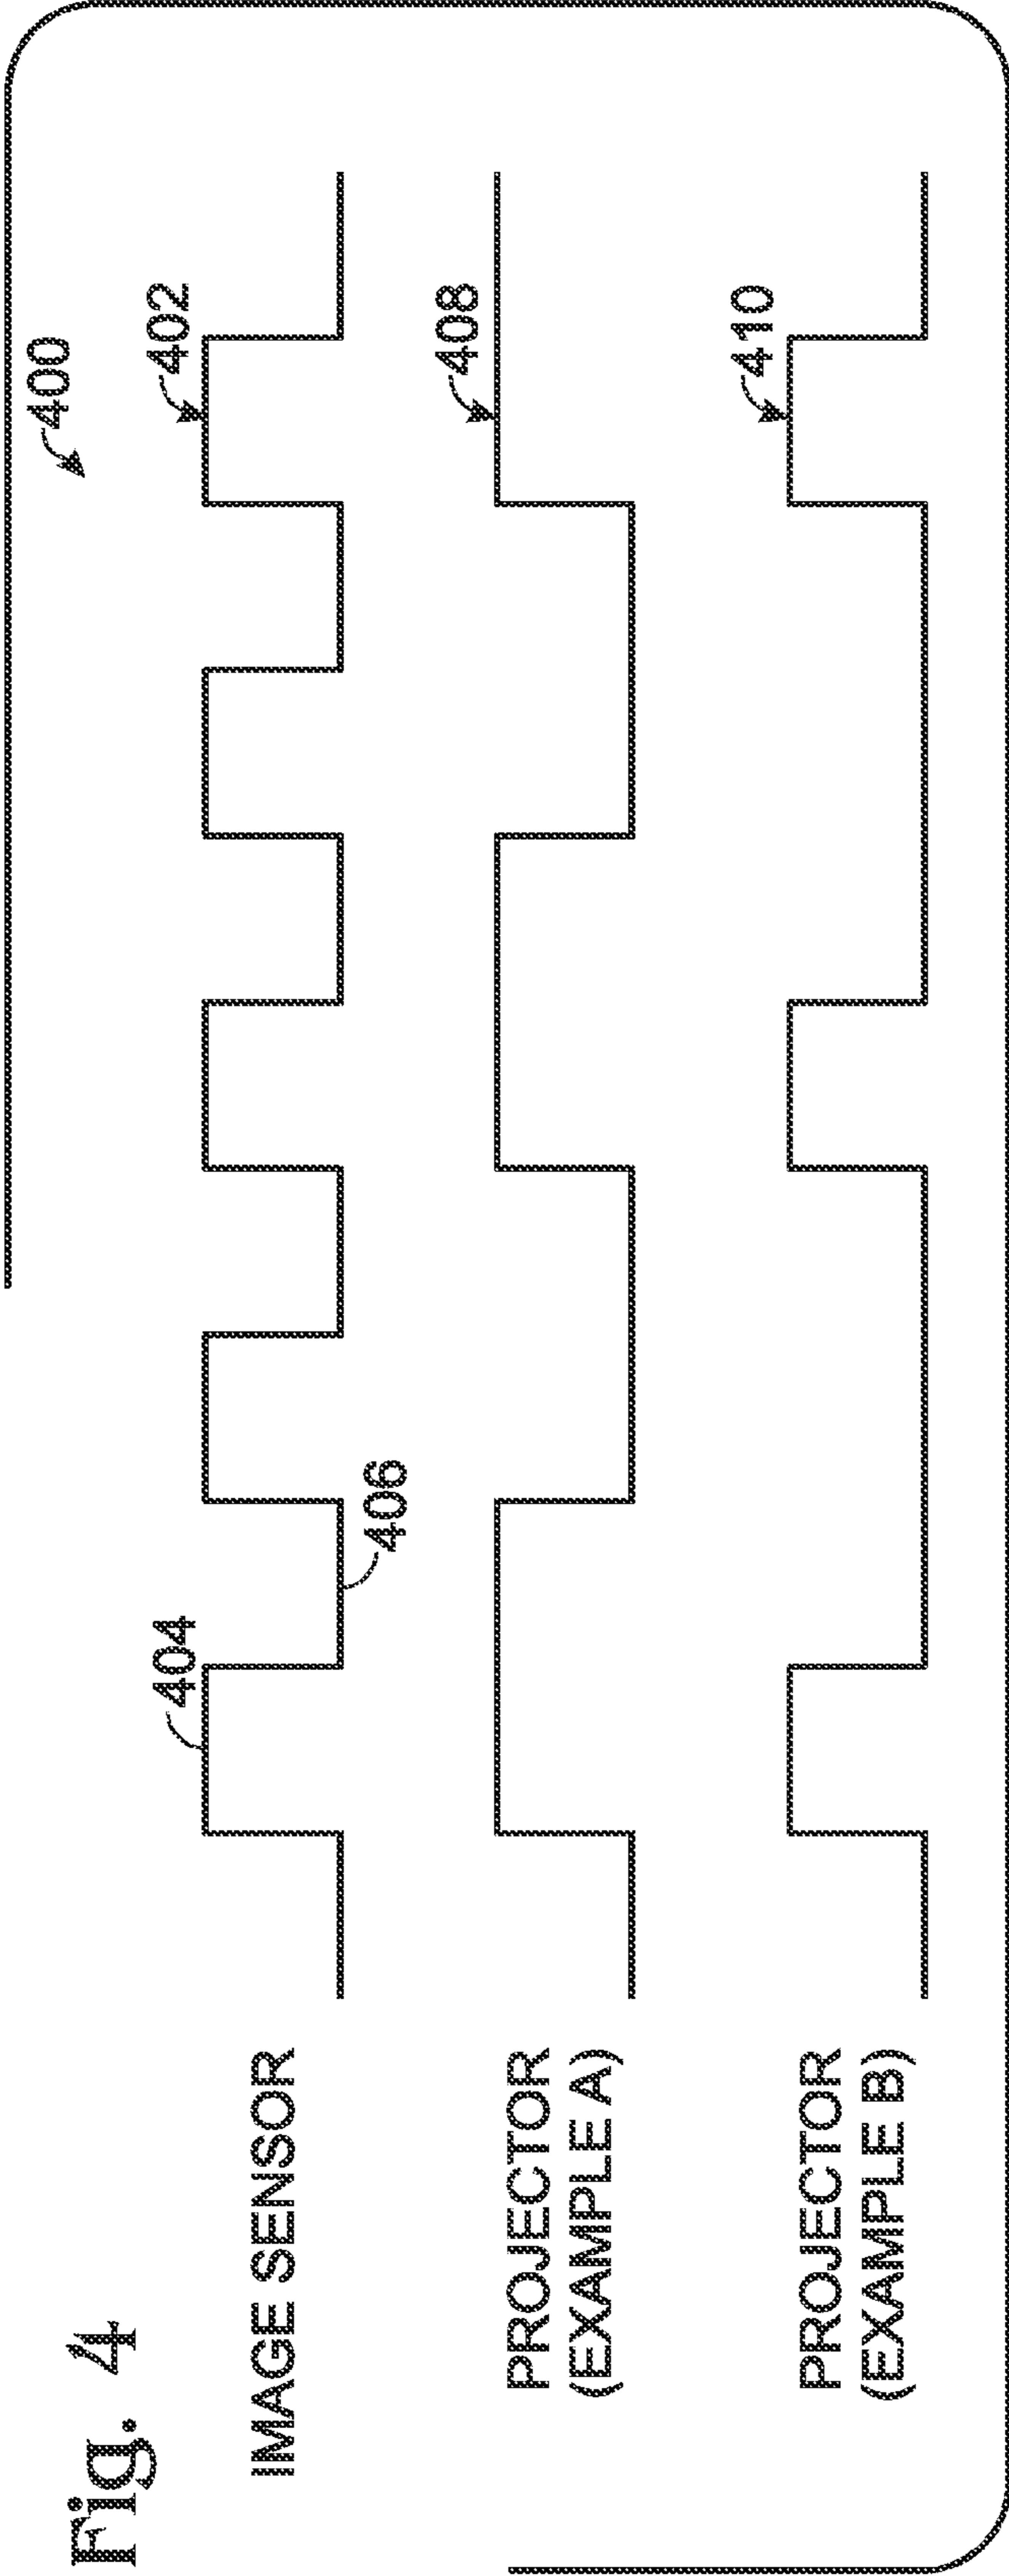 Fig. 4
400
IMAGE SENSOR
404
406
402
PROJECTOR
(EXAMPLE A)
408
PROJECTOR
(EXAMPLE B)
410